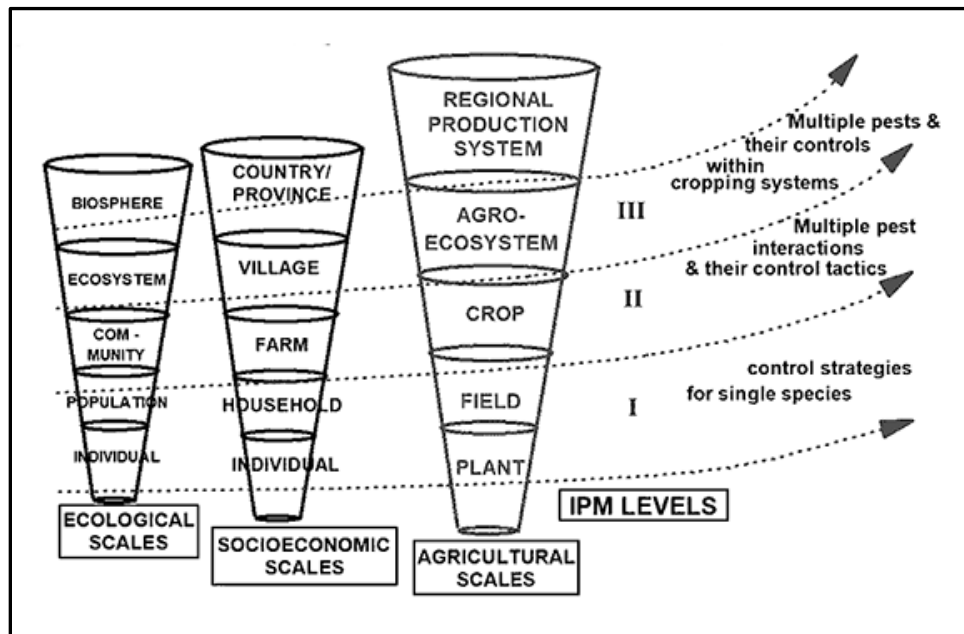 BIOSPHERE
ECOSYSTEM
COM -
MUNITY
POPULATION
INDIVIDUAL
ECOLOGICAL
SCALES
COUNTRY/
PROVINCE
VILLAGE
FARM
HOUSEHOLD
INDIVIDUAL
SOCIOECONOMIC
SCALES
REGIONAL
PRODUCTION
SYSTEM
AGRO-
ECOSYSTEM
CROP
FIELD
PLANT
AGRICULTURAL
SCALES
Multiple pests &
their controls
within
cropping systems
III
Multiple pest
interactions
& their control tactics
II
control strategies
for single species
I
IPM LEVELS